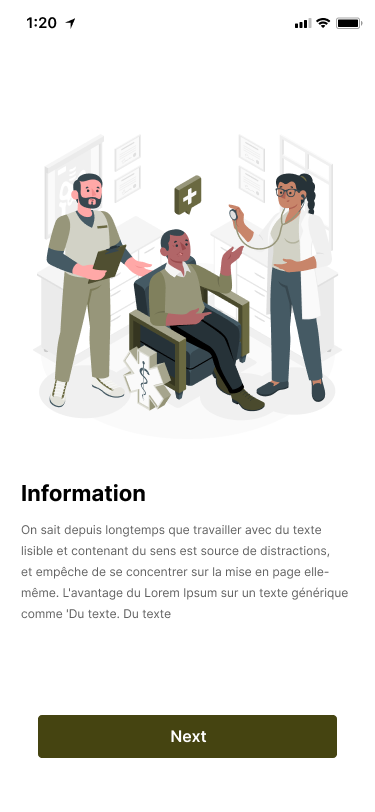 1:20
Information
On sait depuis longtemps que travailler avec du texte
lisible et contenant du sens est source de distractions,
et empêche de se concentrer sur la mise en page elle-
même. L'avantage du Lorem Ipsum sur un texte générique
comme 'Du texte. Du texte
Next